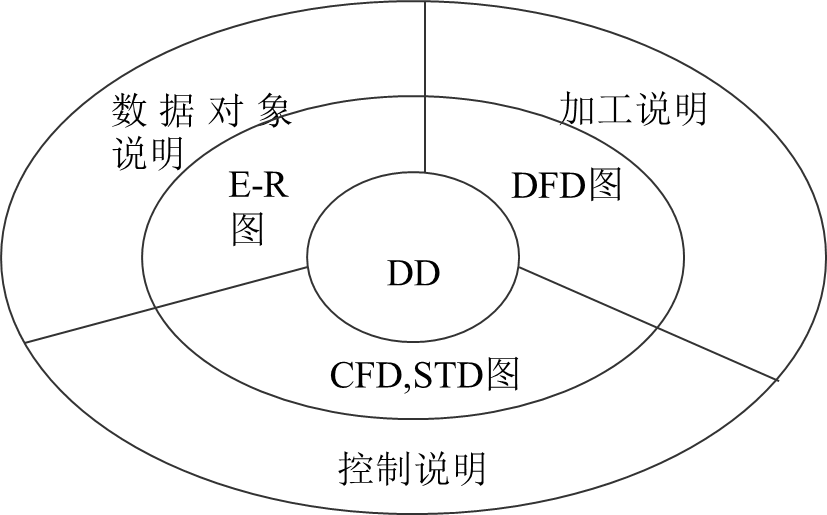 数据对象
说明
加工说明
E-R
图
DFD图
DD
CFD,STD图
控制说明